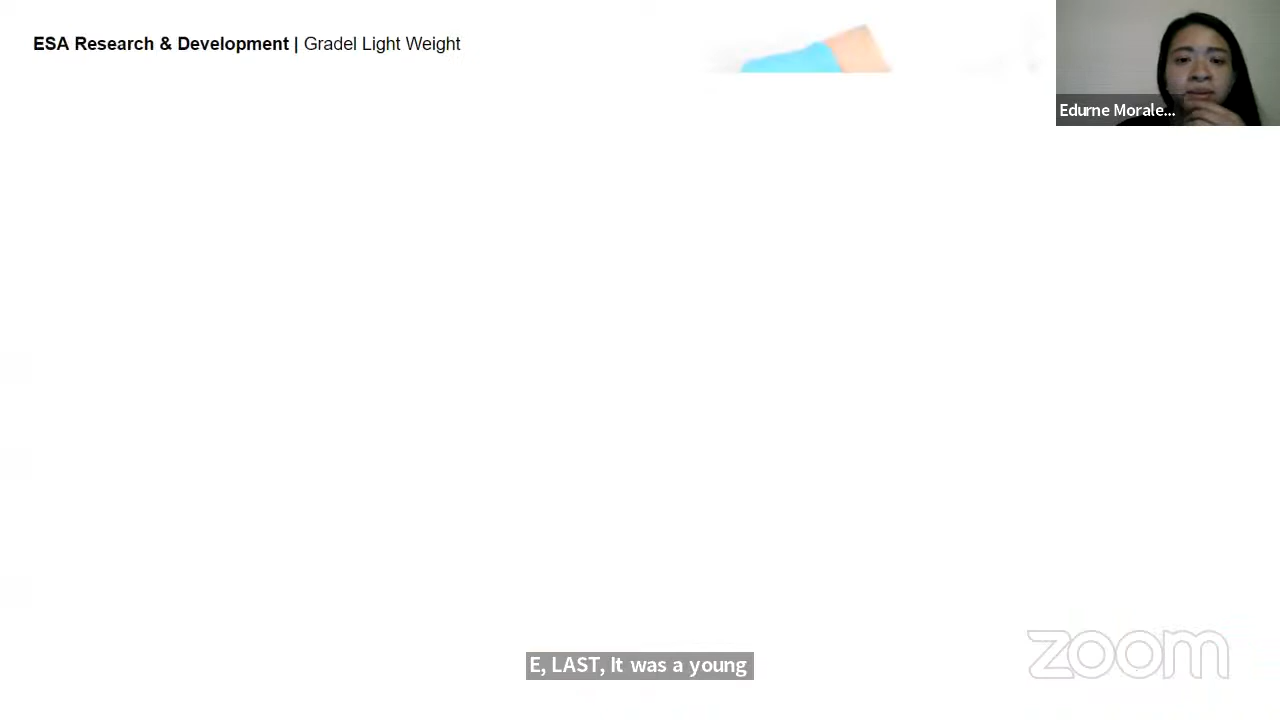 ESA Research & Development | Gradel Light Weight
Edurne Morale...
E, LAST, It was a young
zoom